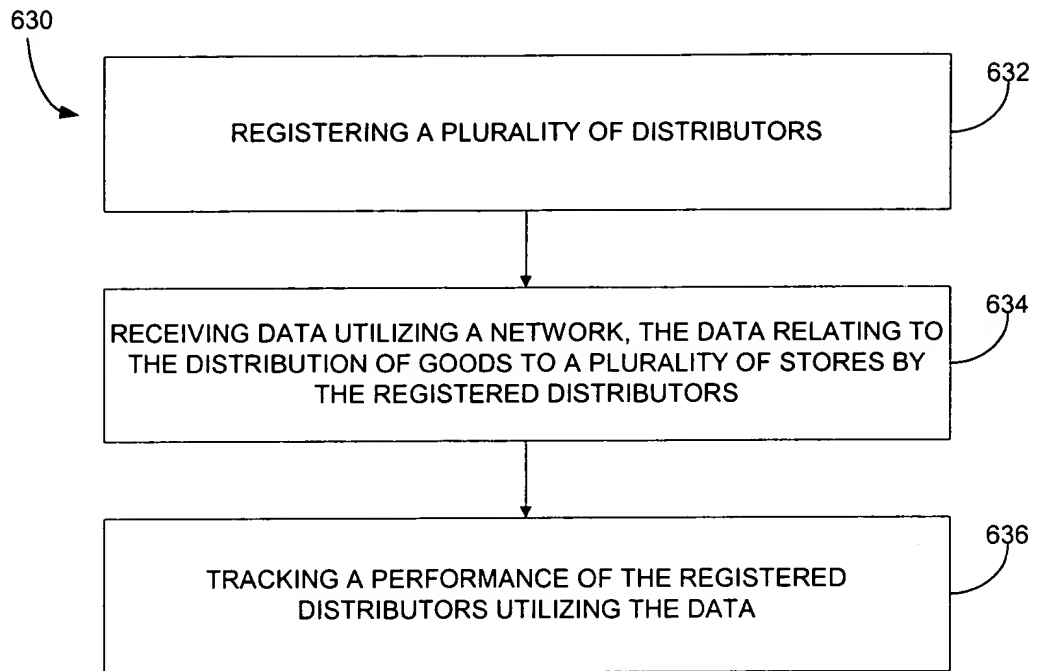 630
632
REGISTERING A PLURALITY OF DISTRIBUTORS
634
RECEIVING DATA UTILIZING A NETWORK, THE DATA RELATING TO
THE DISTRIBUTION OF GOODS TO A PLURALITY OF STORES BY
THE REGISTERED DISTRIBUTORS
636
TRACKING A PERFORMANCE OF THE REGISTERED
DISTRIBUTORS UTILIZING THE DATA